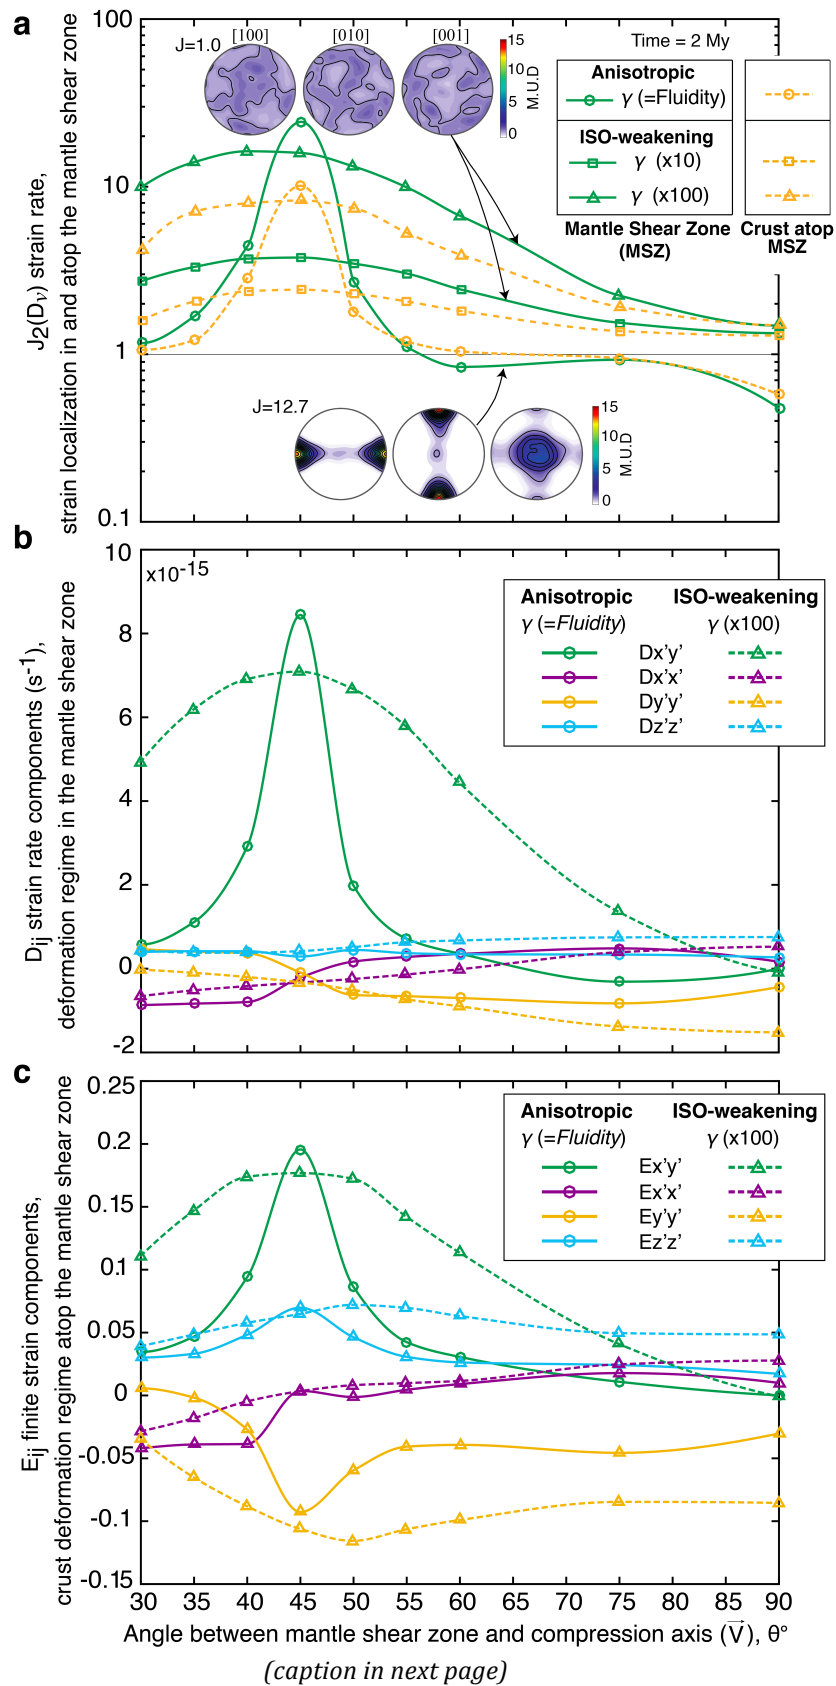 a
100
10
1
0.1
J₂(Dᵥ) strain rate,
strain localization in and atop the mantle shear zone
J=1.0
[100]
[010]
[001]
15
10
5
0
M.U.D
Time = 2 My
Anisotropic
γ (=Fluidity)
ISO-weakening
γ (x10)
γ (x100)
Mantle Shear Zone
(MSZ)
Crust atop
MSZ
J=12.7
15
10
5
0
M.U.D
b
10
8
6
4
2
0
-2
x10⁻¹⁵
Dij strain rate components (s⁻¹),
deformation regime in the mantle shear zone
Anisotropic ISO-weakening
γ (=Fluidity) γ (x100)
Dx'y'
Dx'x'
Dy'y'
Dz'z'
c
0.25
0.2
0.15
0.1
0.05
0
-0.05
-0.1
-0.15
Eij finite strain components,
crust deformation regime atop the mantle shear zone
Anisotropic ISO-weakening
γ (=Fluidity) γ (x100)
Ex'y'
Ex'x'
Ey'y'
Ez'z'
30 35 40 45 50 55 60 65 70 75 80 85 90
Angle between mantle shear zone and compression axis (V⃗), θ°
(caption in next page)